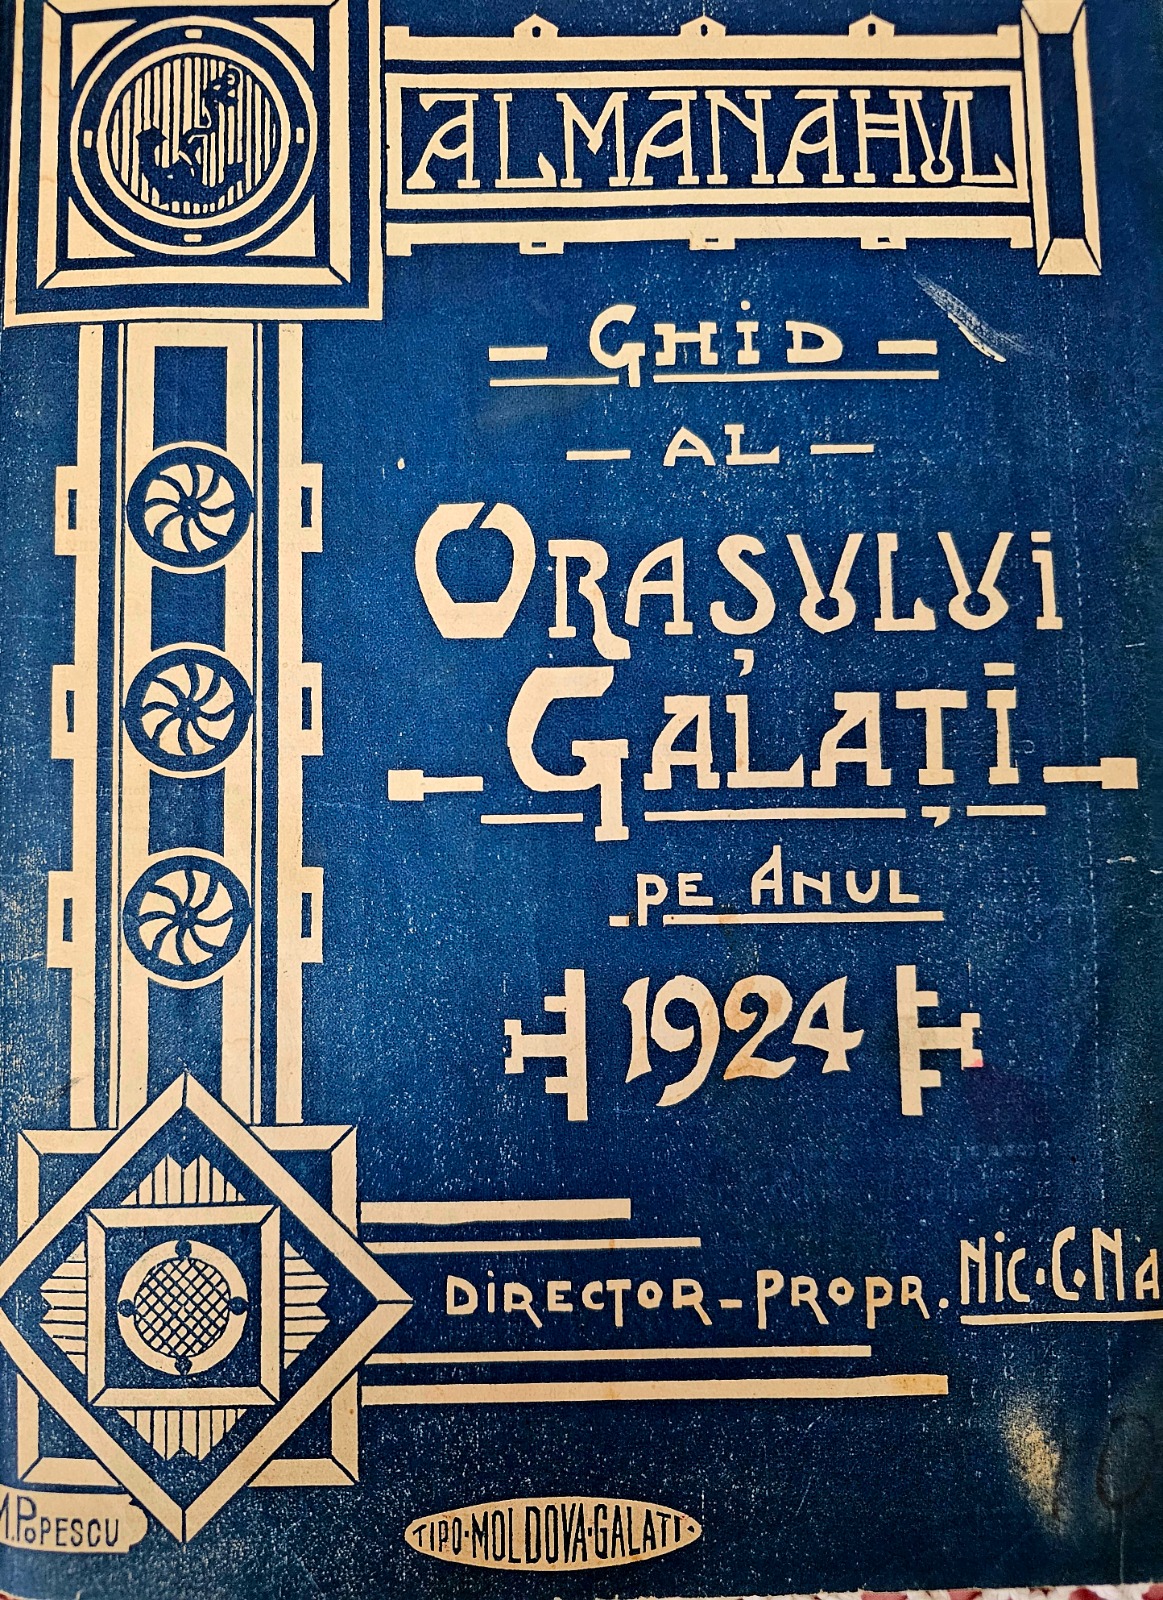 ALMANAHUL
— GHiD —
— AL —
ORAȘULUi
GALAȚi
PE ANUL
1924
DiRECTOR-PROPR. NiC.C.Na
M.POPESCU
TIPO·MOLDOVA·GALATI·